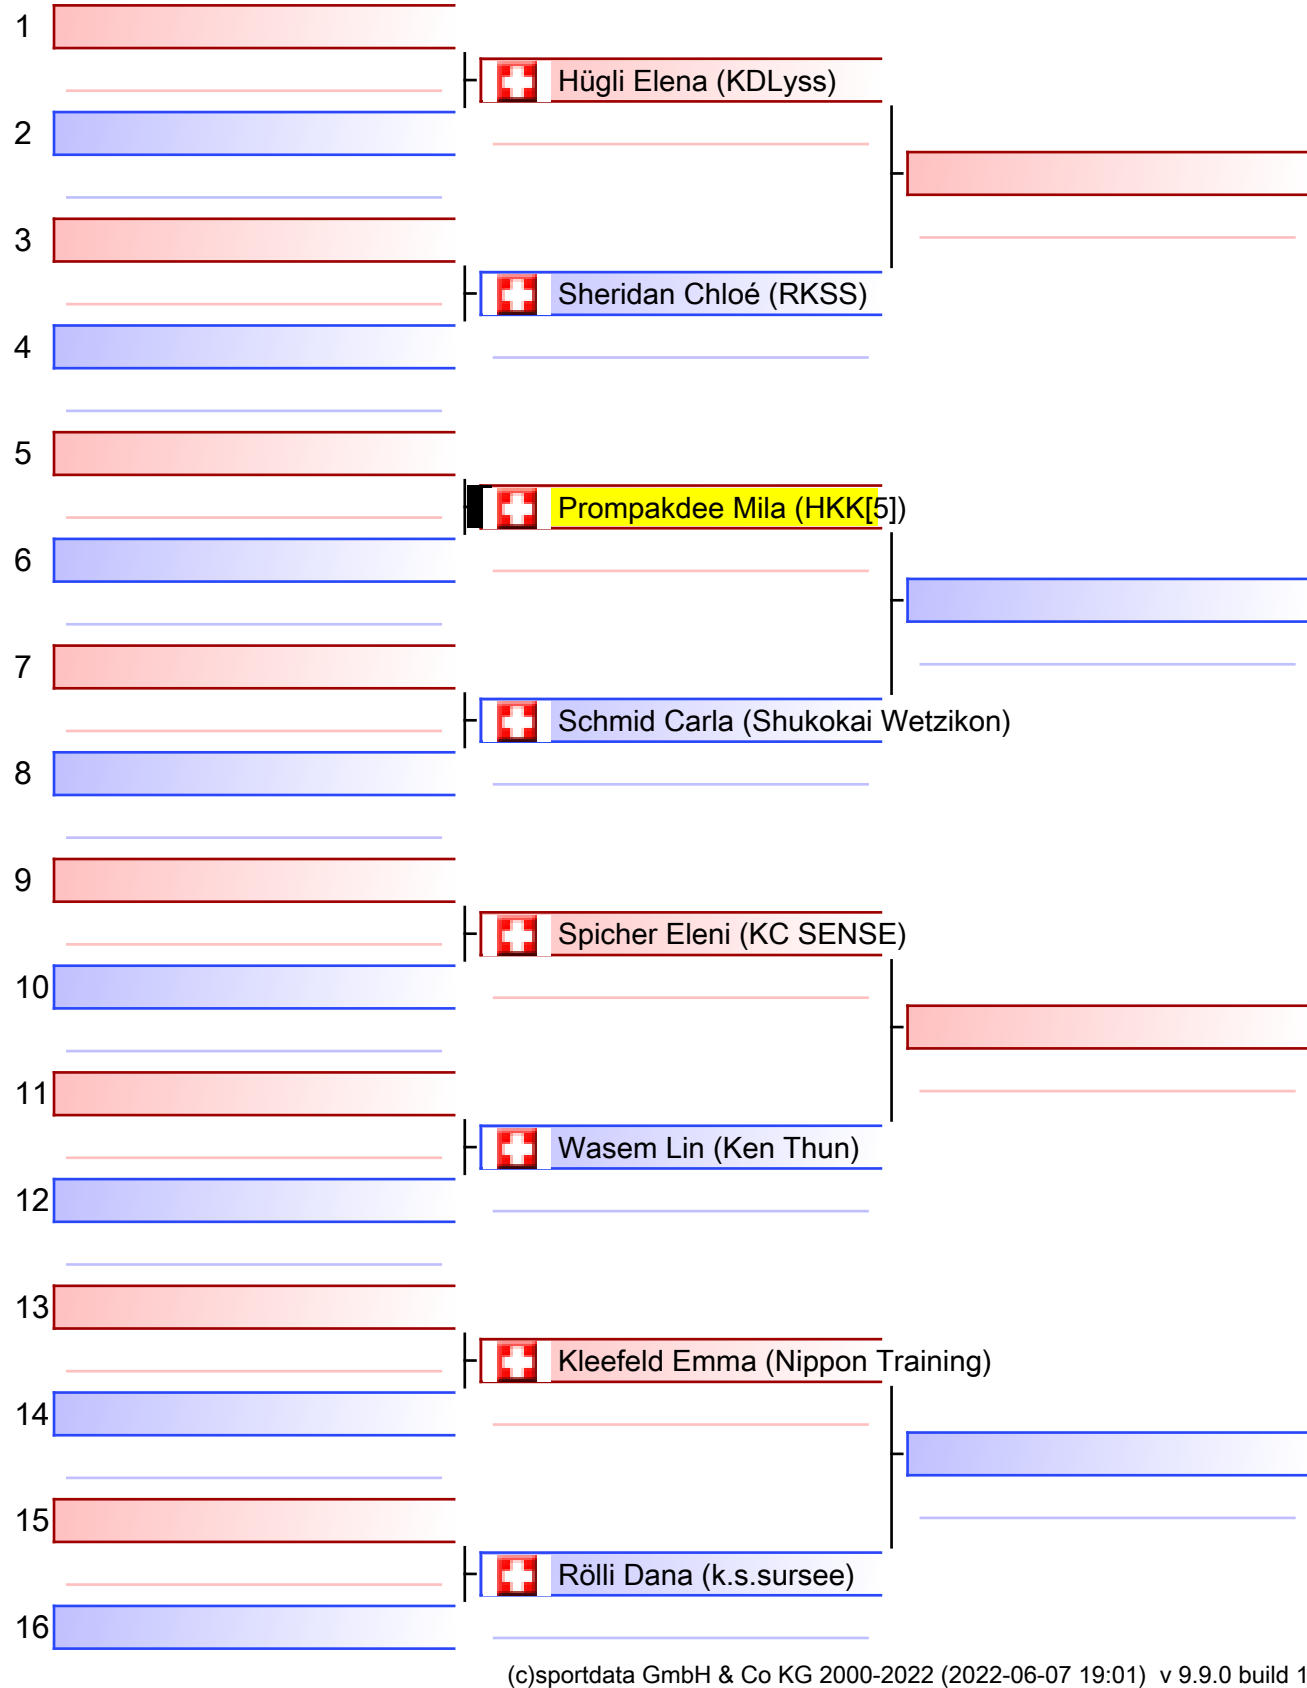 1
Hügli Elena (KDLyss)
2
3
Sheridan Chloé (RKSS)
4
5
Prompakdee Mila (HKK[5])
6
7
Schmid Carla (Shukokai Wetzikon)
8
9
Spicher Eleni (KC SENSE)
10
11
Wasem Lin (Ken Thun)
12
13
Kleefeld Emma (Nippon Training)
14
15
Rölli Dana (k.s.sursee)
16
(c)sportdata GmbH & Co KG 2000-2022 (2022-06-07 19:01) v 9.9.0 build 1